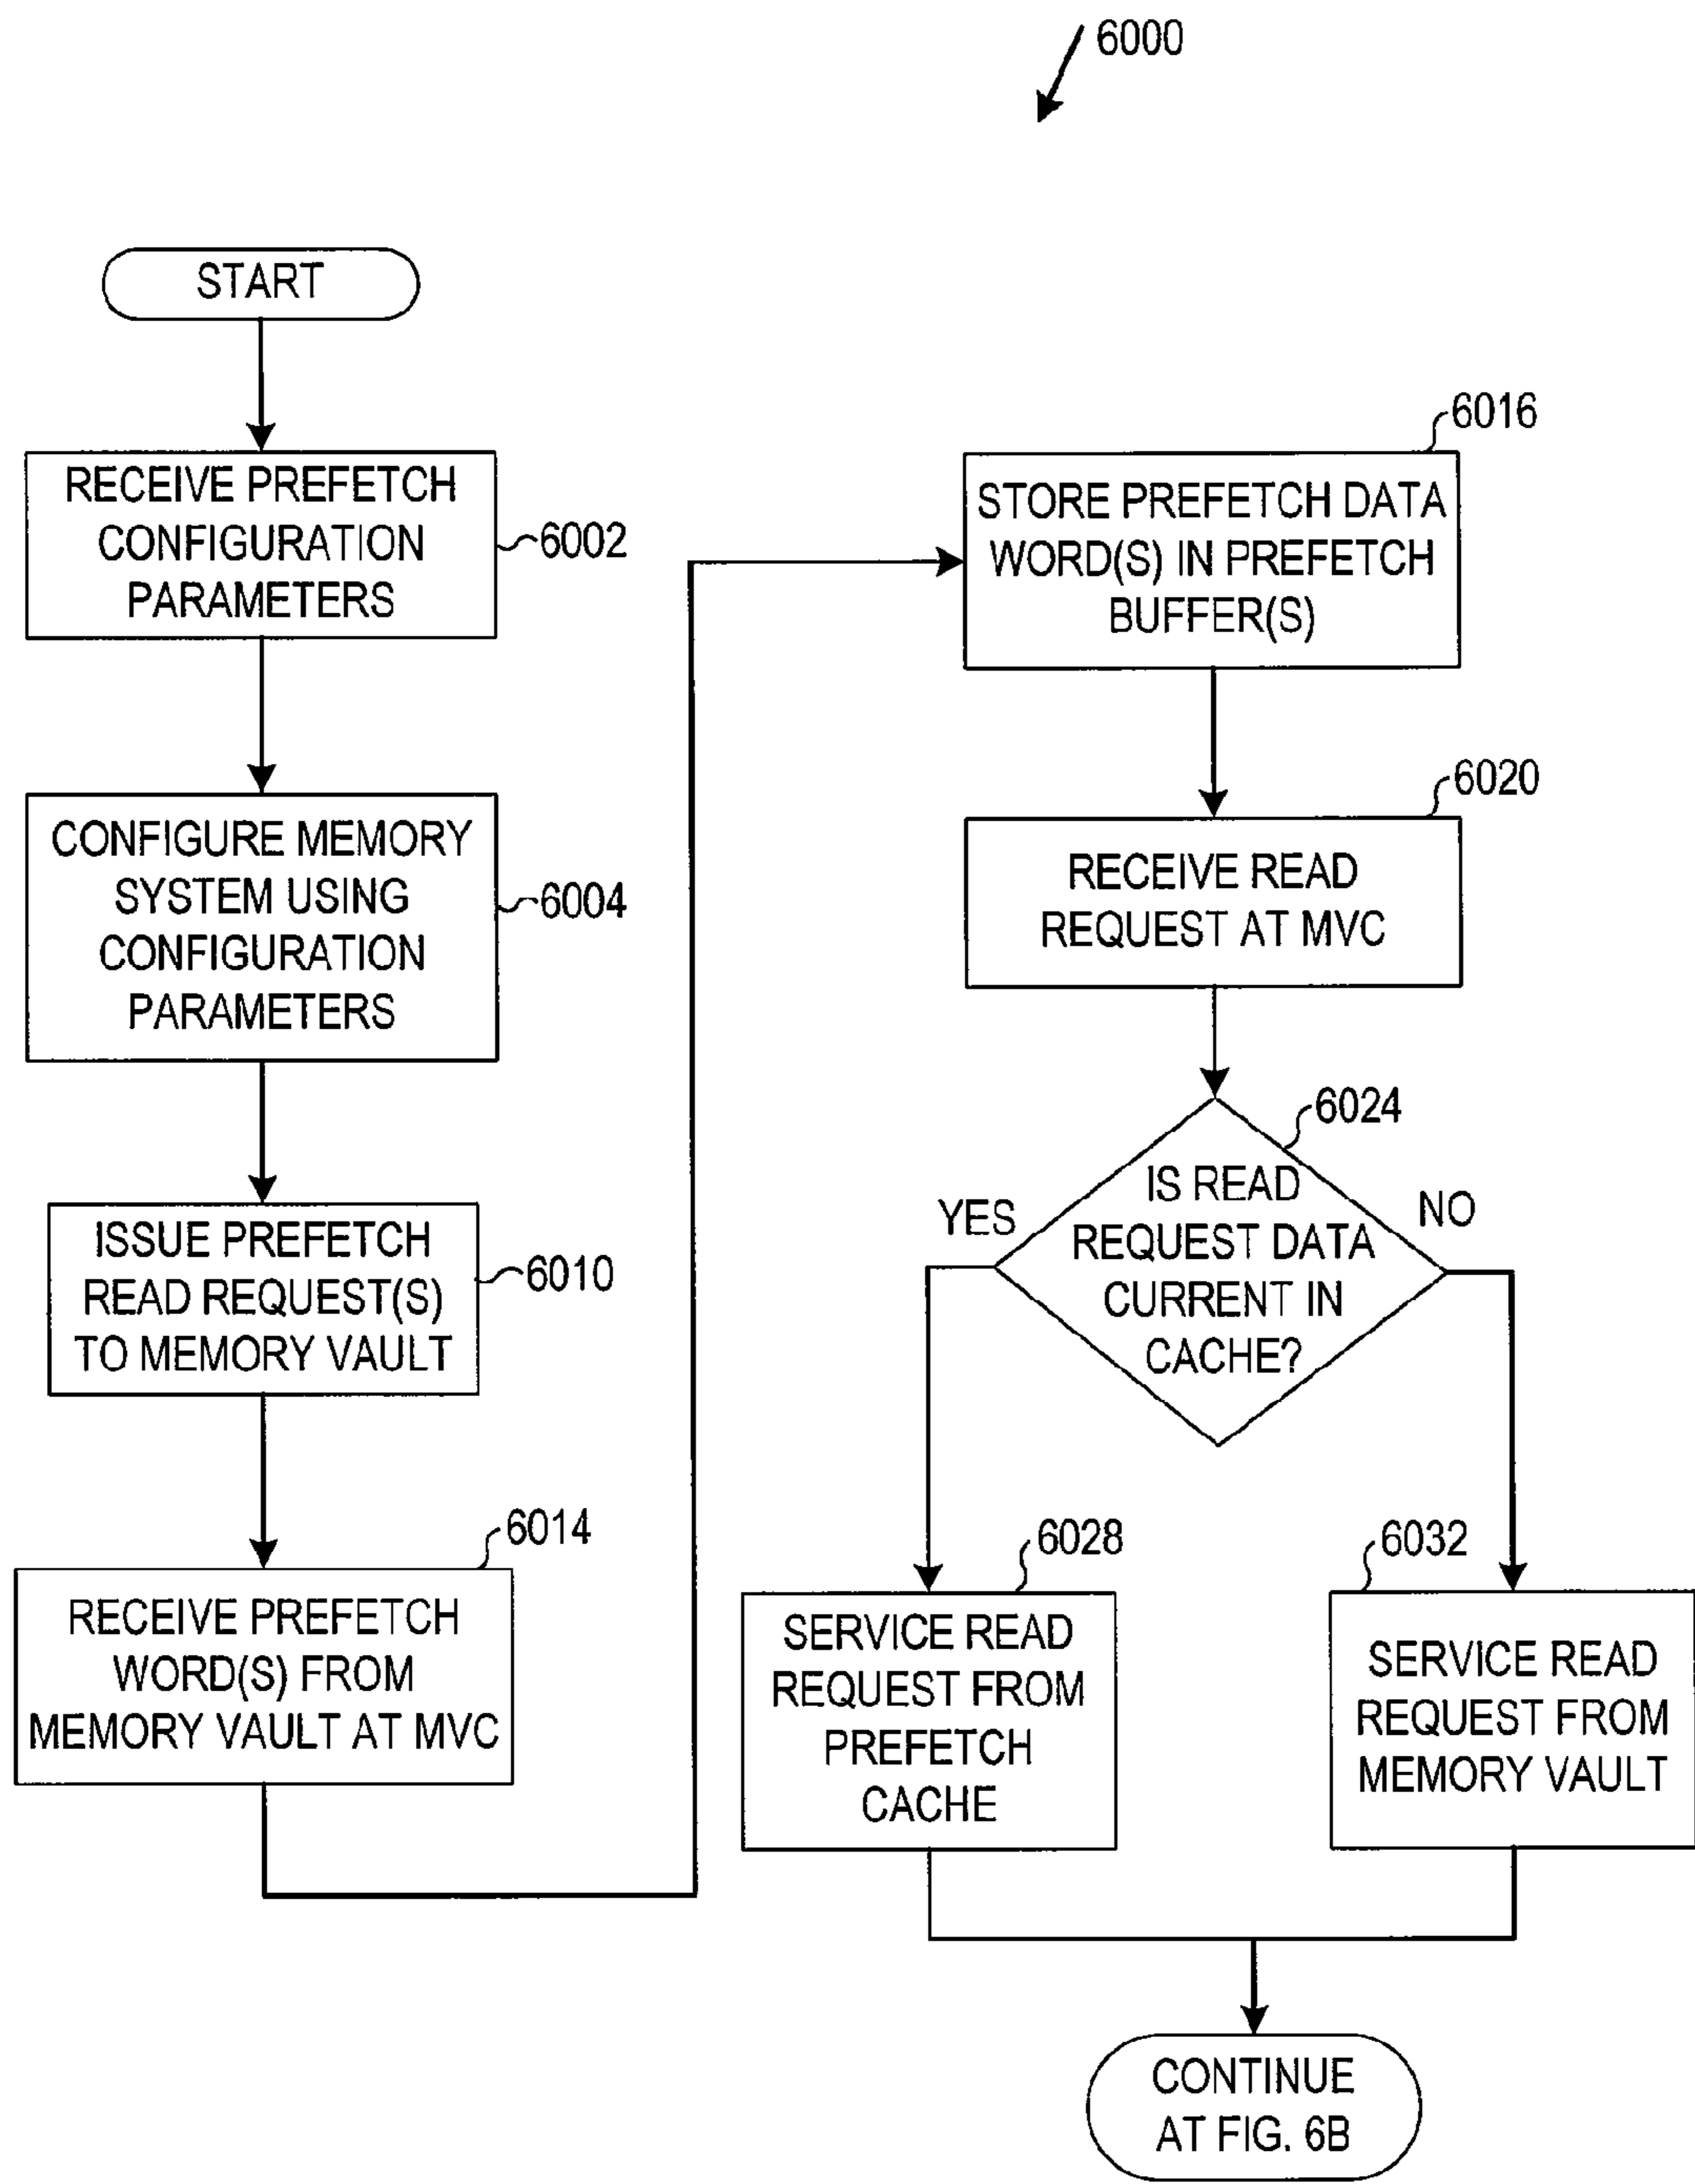 6000
START
RECEIVE PREFETCH
CONFIGURATION
PARAMETERS
6002
CONFIGURE MEMORY
SYSTEM USING
CONFIGURATION
PARAMETERS
6004
ISSUE PREFETCH
READ REQUEST(S)
TO MEMORY VAULT
6010
6014
RECEIVE PREFETCH
WORD(S) FROM
MEMORY VAULT AT MVC
6016
STORE PREFETCH DATA
WORD(S) IN PREFETCH
BUFFER(S)
6020
RECEIVE READ
REQUEST AT MVC
6024
IS READ
REQUEST DATA
CURRENT IN
CACHE?
YES
NO
6028
SERVICE READ
REQUEST FROM
PREFETCH
CACHE
6032
SERVICE READ
REQUEST FROM
MEMORY VAULT
CONTINUE
AT FIG. 6B